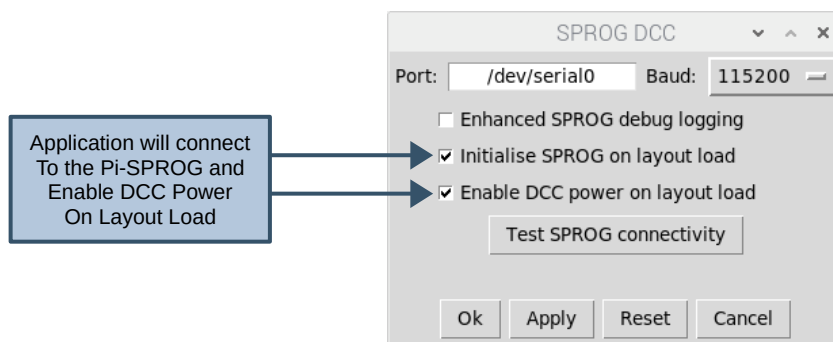 SPROG DCC
Port: /dev/serial0 Baud: 115200
Enhanced SPROG debug logging
Initialise SPROG on layout load
Enable DCC power on layout load
Test SPROG connectivity
Ok Apply Reset Cancel
Application will connect
To the Pi-SPROG and
Enable DCC Power
On Layout Load